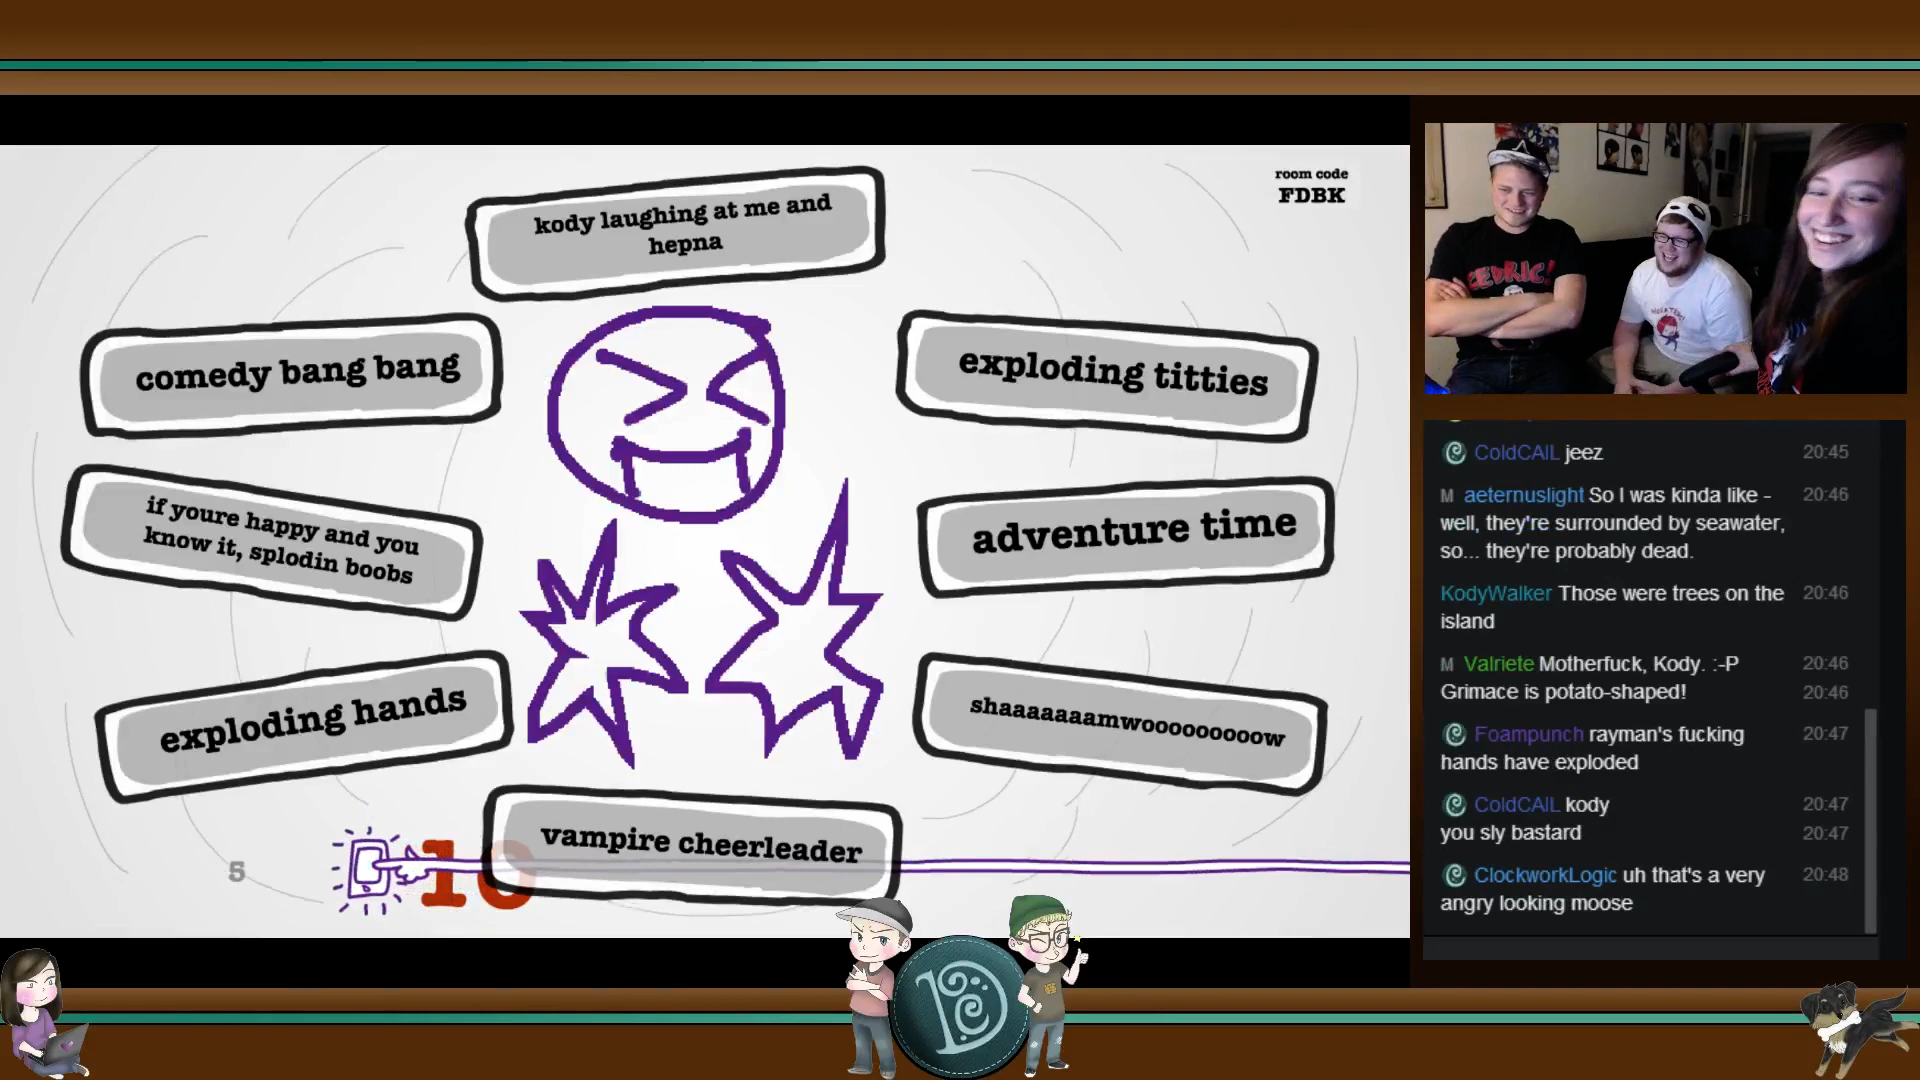 room code
FDBK
kody laughing at me and
hepna
comedy bang bang
exploding titties
if youre happy and you
know it, splodin boobs
adventure time
exploding hands
shaaaaaaamwooooooooow
vampire cheerleader
5
10
CEDRIC!
ColdCAIL jeez 20:45
M aeternuslight So I was kinda like - 20:46
well, they're surrounded by seawater,
so... they're probably dead.
KodyWalker Those were trees on the 20:46
island
M Valriete Motherfuck, Kody. :-P 20:46
Grimace is potato-shaped! 20:46
Foampunch rayman's fucking 20:47
hands have exploded
ColdCAIL kody 20:47
you sly bastard 20:47
ClockworkLogic uh that's a very 20:48
angry looking moose